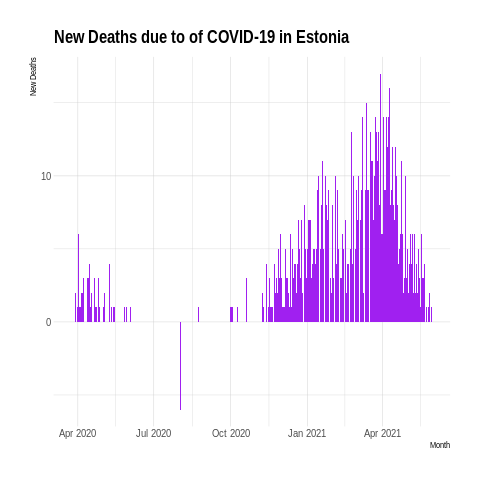 New Deaths due to of COVID-19 in Estonia
New Deaths
10
0
Apr 2020 Jul 2020 Oct 2020 Jan 2021 Apr 2021
Month